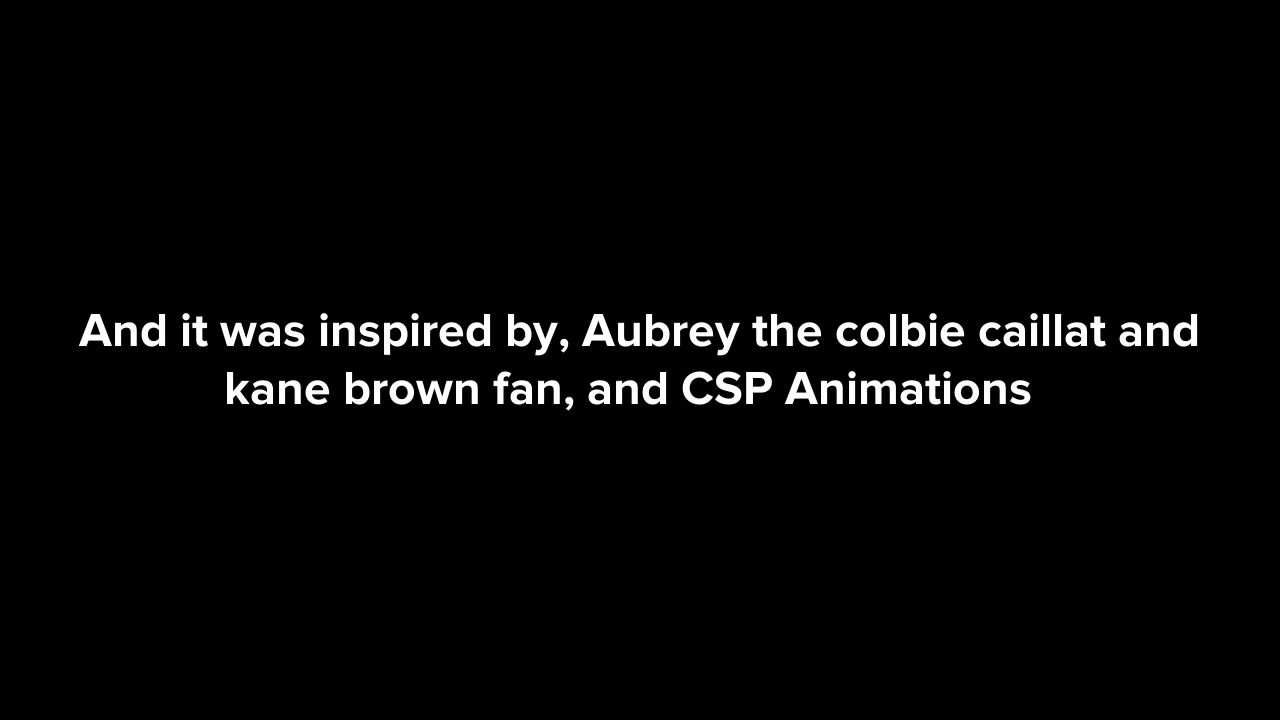 And it was inspired by, Aubrey the colbie caillat and
kane brown fan, and CSP Animations